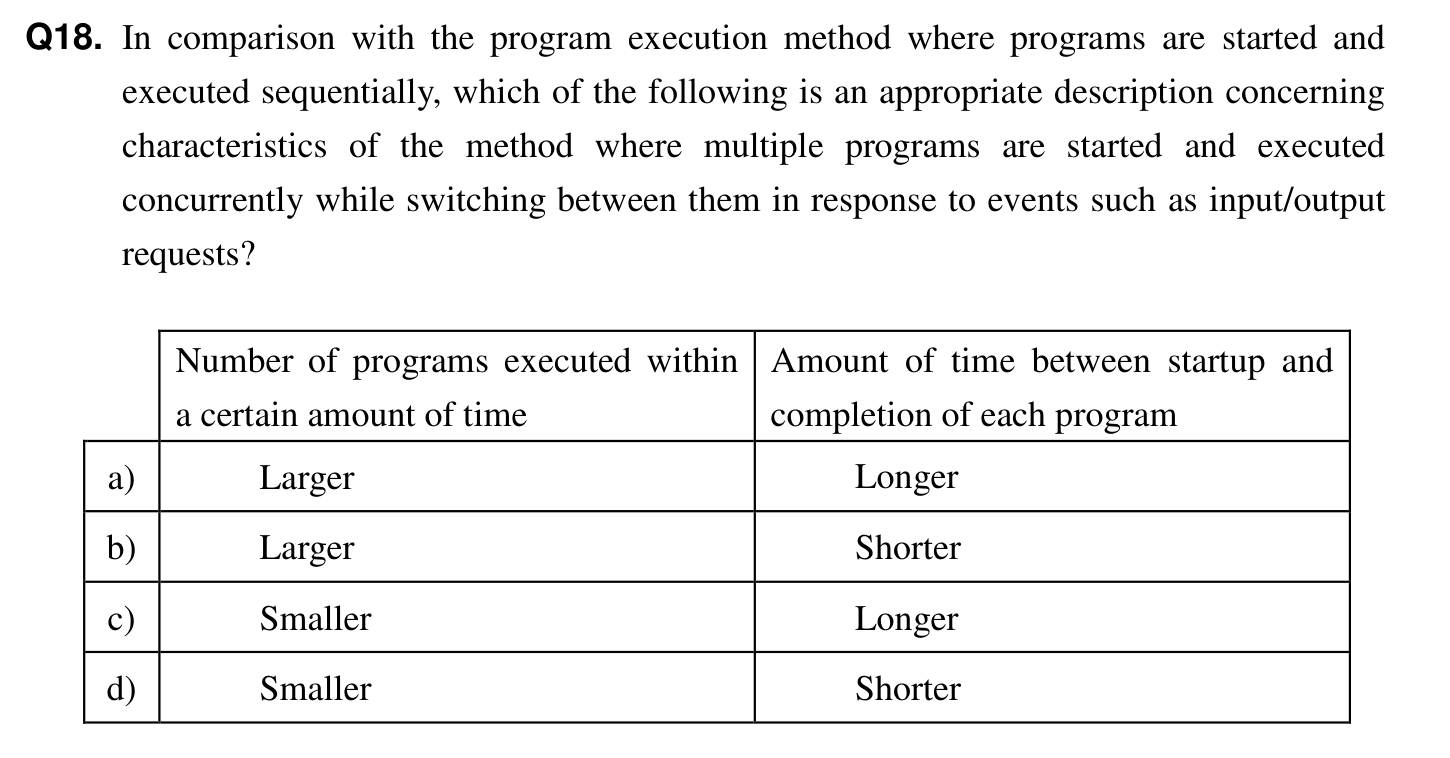 Q18. In comparison with the program execution method where programs are started and
executed sequentially, which of the following is an appropriate description concerning
characteristics of the method where multiple programs are started and executed
concurrently while switching between them in response to events such as input/output
requests?
Number of programs executed within
a certain amount of time
Amount of time between startup and
completion of each program
a) Larger Longer
b) Larger Shorter
c) Smaller Longer
d) Smaller Shorter